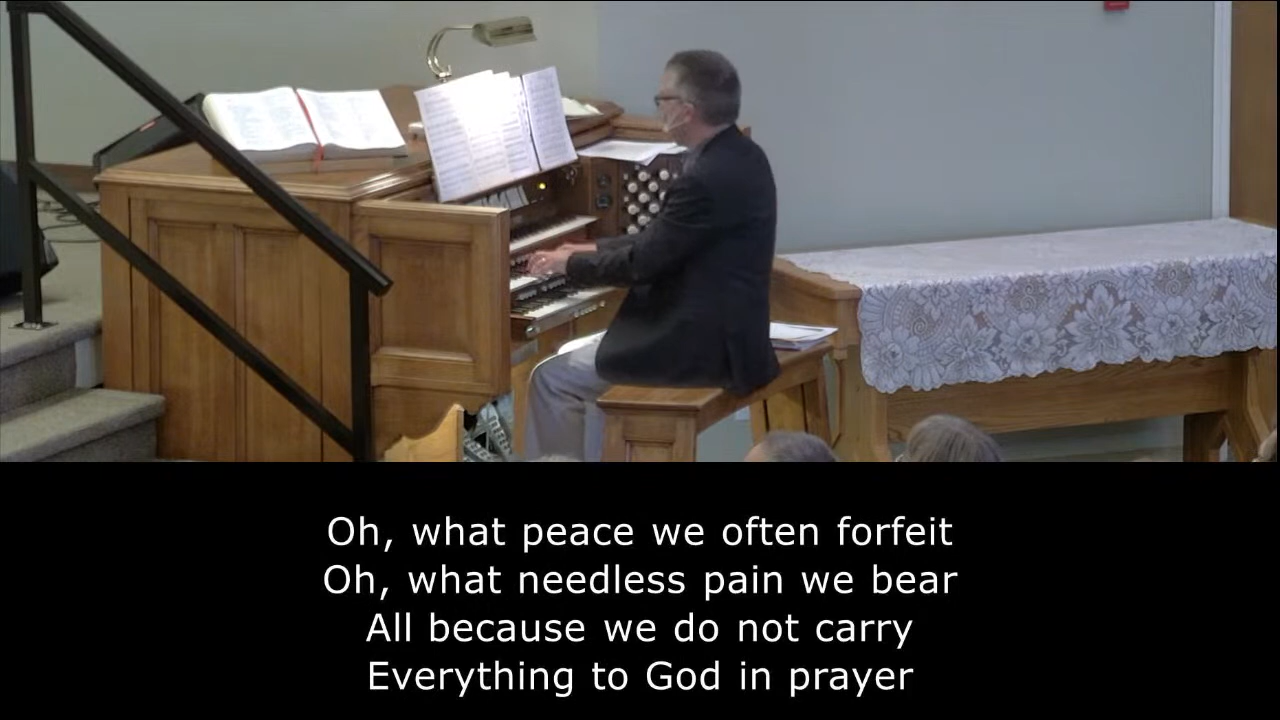 Oh, what peace we often forfeit
Oh, what needless pain we bear
All because we do not carry
Everything to God in prayer